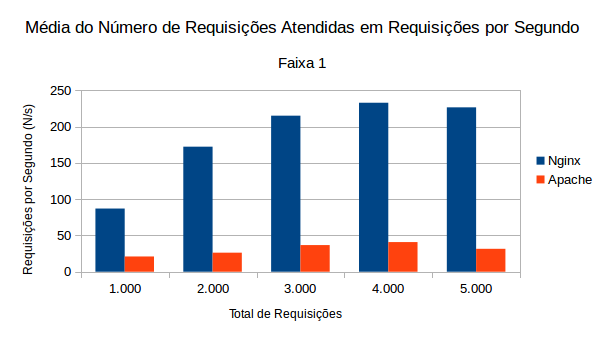 Média do Número de Requisições Atendidas em Requisições por Segundo
Faixa 1
Requisições por Segundo (N/s)
250
200
150
100
50
0
1.000 2.000 3.000 4.000 5.000
Total de Requisições
Nginx
Apache